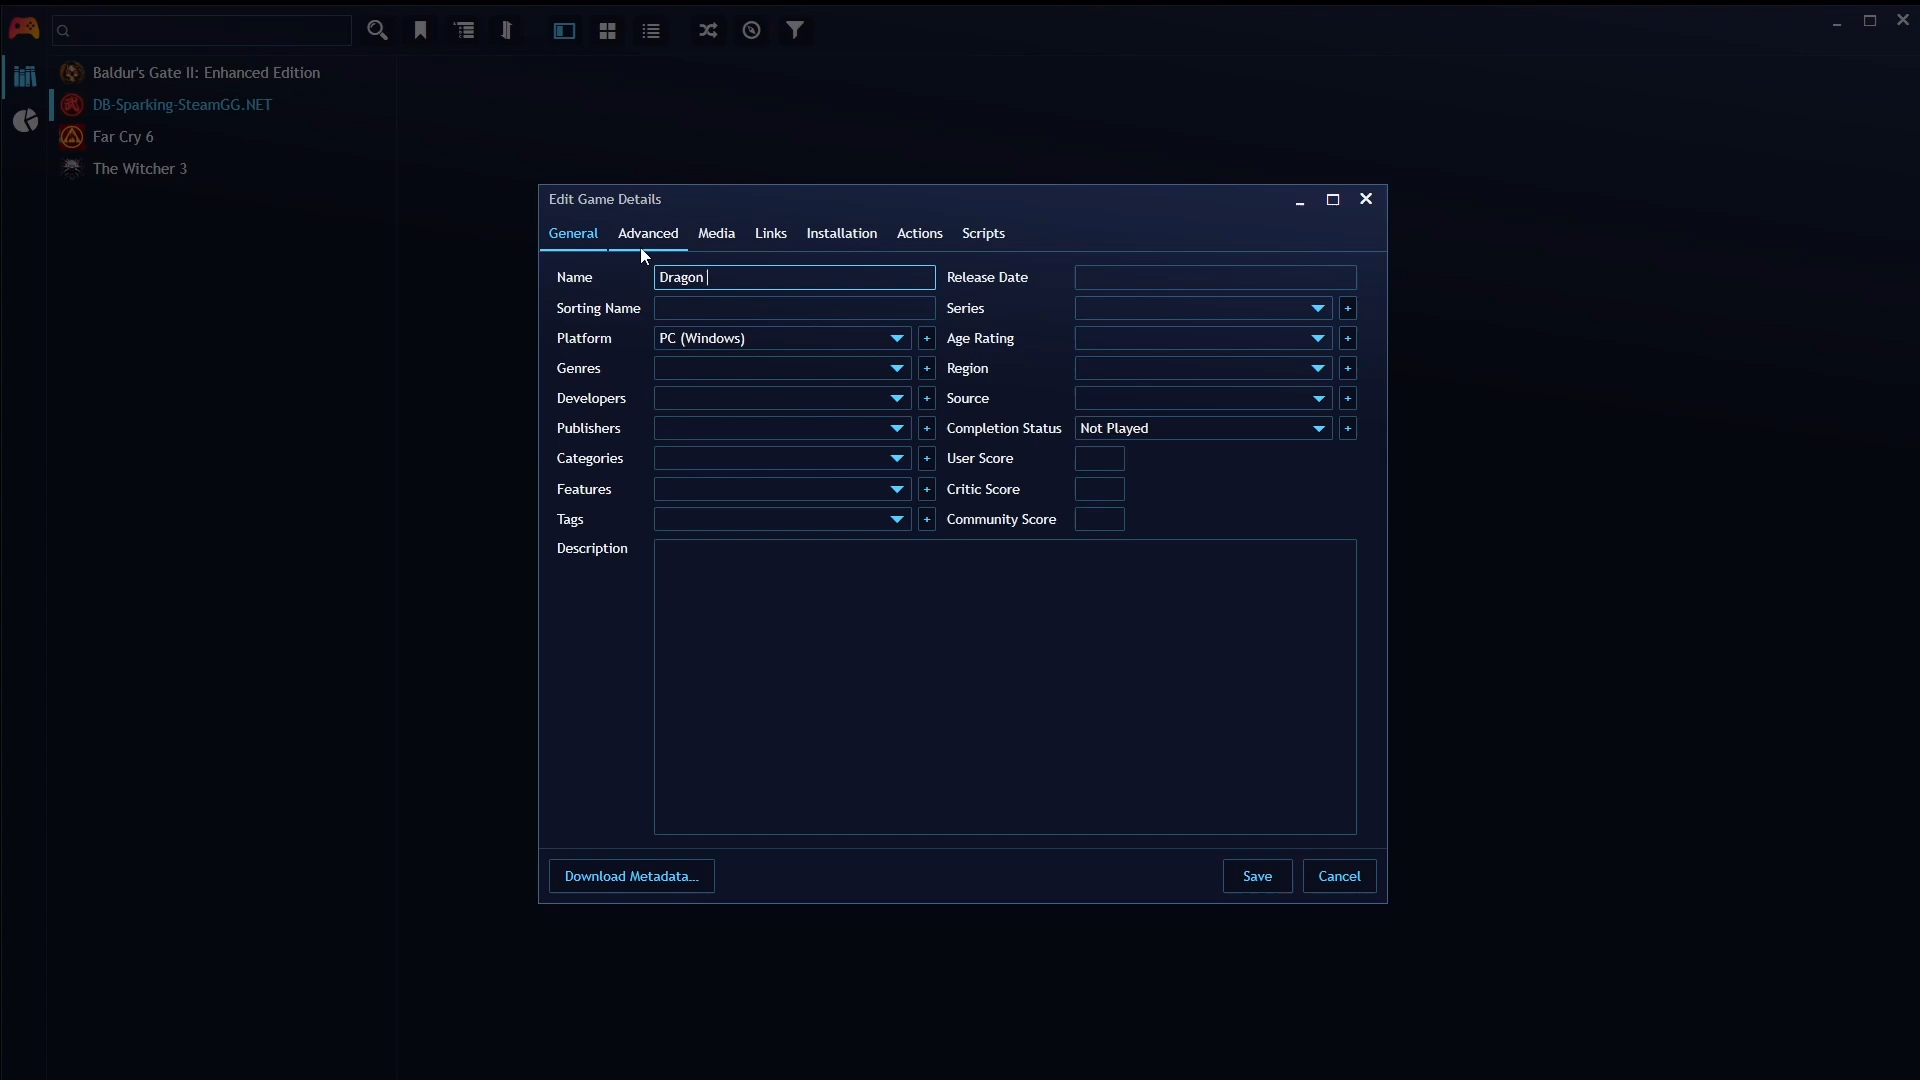 Baldur's Gate II: Enhanced Edition
DB-Sparking-SteamGG.NET
Far Cry 6
The Witcher 3
Edit Game Details
General Advanced Media Links Installation Actions Scripts
Name Dragon Release Date
Sorting Name Series
Platform PC (Windows) + Age Rating +
Genres + Region +
Developers + Source +
Publishers + Completion Status Not Played +
Categories + User Score
Features + Critic Score
Tags + Community Score
Description
Download Metadata... Save Cancel